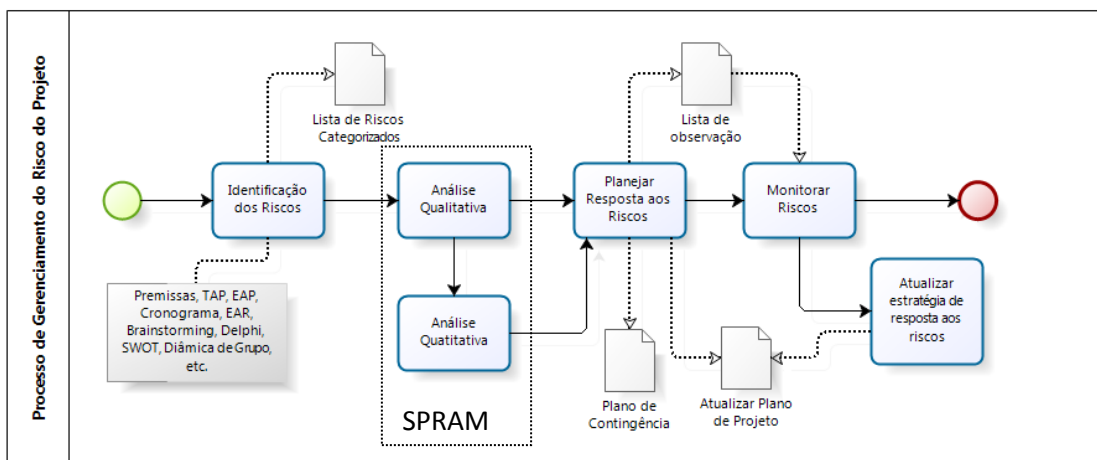 Processo de Gerenciamento do Risco do Projeto
Lista de Riscos
Categorizados
Lista de
observação
Identificação
dos Riscos
Análise
Qualitativa
Planejar
Resposta aos
Riscos
Monitorar
Riscos
Premissas, TAP, EAP,
Cronograma, EAR,
Brainstorming, Delphi,
SWOT, Diâmica de Grupo,
etc.
Análise
Quatitativa
Atualizar
estratégia de
resposta aos
riscos
SPRAM
Plano de
Contingência
Atualizar Plano
de Projeto